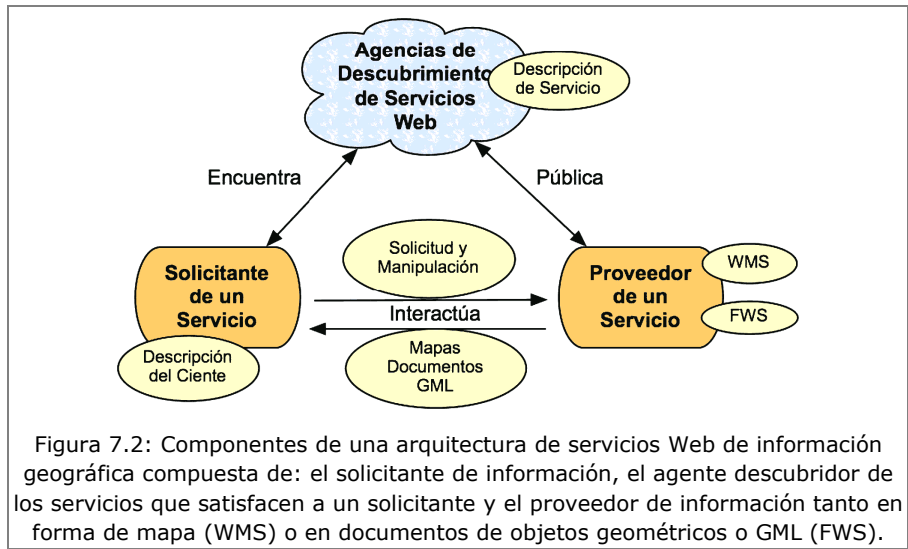 Agencias de
Descubrimiento
de Servicios
Web
Descripción
de Servicio
Encuentra
Pública
Solicitud y
Manipulación
Solicitante
de un
Servicio
Proveedor
de un
Servicio
WMS
FWS
Interactúa
Descripción
del Ciente
Mapas
Documentos
GML
Figura 7.2: Componentes de una arquitectura de servicios Web de información
geográfica compuesta de: el solicitante de información, el agente descubridor de
los servicios que satisfacen a un solicitante y el proveedor de información tanto en
forma de mapa (WMS) o en documentos de objetos geométricos o GML (FWS).